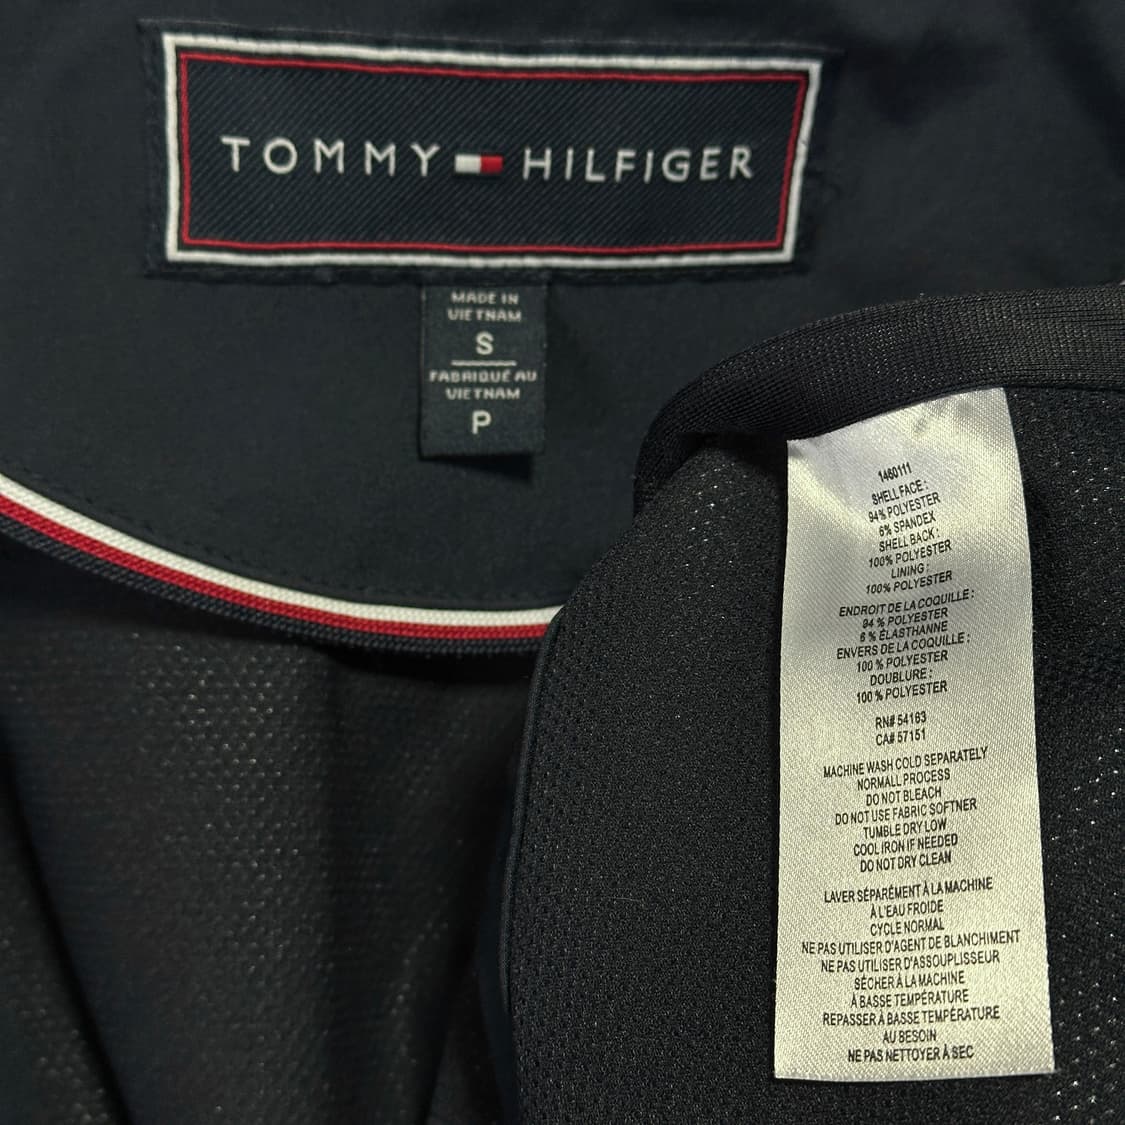 TOMMY HILFIGER
MADE IN
VIETNAM
S
FABRIQUÉ AU
VIETNAM
P
1460111
SHELL FACE :
94% POLYESTER
6% SPANDEX
SHELL BACK :
100% POLYESTER
LINING :
100% POLYESTER
ENDROIT DE LA COQUILLE :
94 % POLYESTER
6 % ÉLASTHANNE
ENVERS DE LA COQUILLE :
100 % POLYESTER
DOUBLURE :
100 % POLYESTER
RN# 54163
CA# 57151
MACHINE WASH COLD SEPARATELY
NORMALL PROCESS
DO NOT BLEACH
DO NOT USE FABRIC SOFTNER
TUMBLE DRY LOW
COOL IRON IF NEEDED
DO NOT DRY CLEAN
LAVER SÉPARÉMENT À LA MACHINE
À L'EAU FROIDE
CYCLE NORMAL
NE PAS UTILISER D'AGENT DE BLANCHIMENT
NE PAS UTILISER D'ASSOUPLISSEUR
SÉCHER À LA MACHINE
À BASSE TEMPÉRATURE
REPASSER À BASSE TEMPÉRATURE
AU BESOIN
NE PAS NETTOYER À SEC